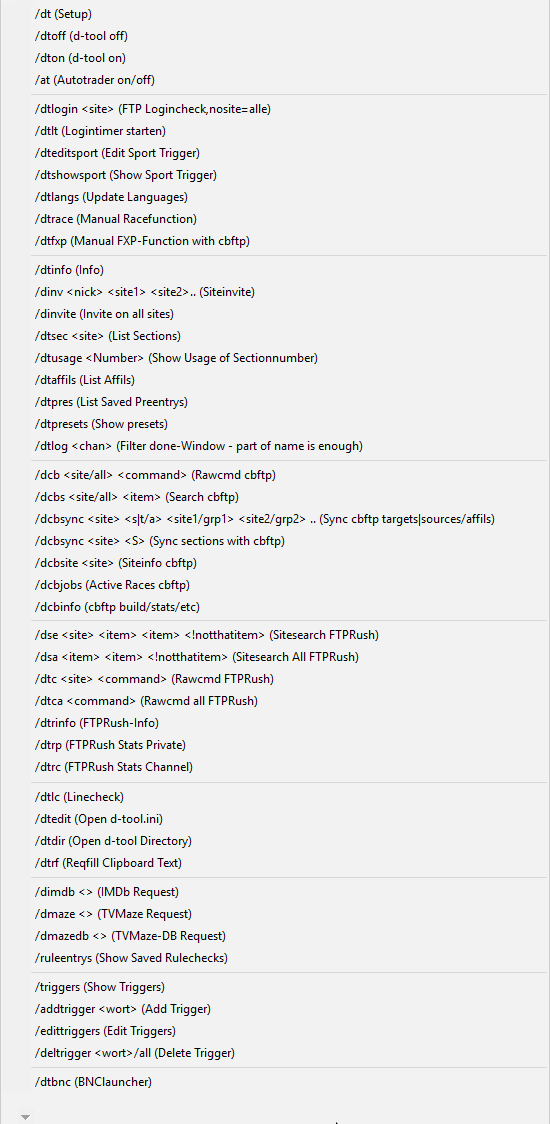 /dt (Setup)
/dtoff (d-tool off)
/dton (d-tool on)
/at (Autotrader on/off)
/dtlogin <site> (FTP Logincheck,nosite=alle)
/dtlt (Logintimer starten)
/dteditsport (Edit Sport Trigger)
/dtshowsport (Show Sport Trigger)
/dtlangs (Update Languages)
/dtrace (Manual Racefunction)
/dtfxp (Manual FXP-Function with cbftp)
/dtinfo (Info)
/dinv <nick> <site1> <site2>.. (Siteinvite)
/dinvite (Invite on all sites)
/dtsec <site> (List Sections)
/dtusage <Number> (Show Usage of Sectionnumber)
/dtaffils (List Affils)
/dtpres (List Saved Preentrys)
/dtpresets (Show presets)
/dtlog <chan> (Filter done-Window - part of name is enough)
/dcb <site/all> <command> (Rawcmd cbftp)
/dcbs <site/all> <item> (Search cbftp)
/dcbsync <site> <s|t/a> <site1/grp1> <site2/grp2> .. (Sync cbftp targets|sources/affils)
/dcbsync <site> <S> (Sync sections with cbftp)
/dcbsite <site> (Siteinfo cbftp)
/dcbjobs (Active Races cbftp)
/dcbinfo (cbftp build/stats/etc)
/dse <site> <item> <item> <!notthatitem> (Sitesearch FTPRush)
/dsa <item> <item> <!notthatitem> (Sitesearch All FTPRush)
/dtc <site> <command> (Rawcmd FTPRush)
/dtca <command> (Rawcmd all FTPRush)
/dtrinfo (FTPRush-Info)
/dtrp (FTPRush Stats Private)
/dtrc (FTPRush Stats Channel)
/dtlc (Linecheck)
/dtedit (Open d-tool.ini)
/dtdir (Open d-tool Directory)
/dtrf (Reqfill Clipboard Text)
/dimdb <> (IMDb Request)
/dmaze <> (TVMaze Request)
/dmazedb <> (TVMaze-DB Request)
/ruleentrys (Show Saved Rulechecks)
/triggers (Show Triggers)
/addtrigger <wort> (Add Trigger)
/edittriggers (Edit Triggers)
/deltrigger <wort>/all (Delete Trigger)
/dtbnc (BNClauncher)